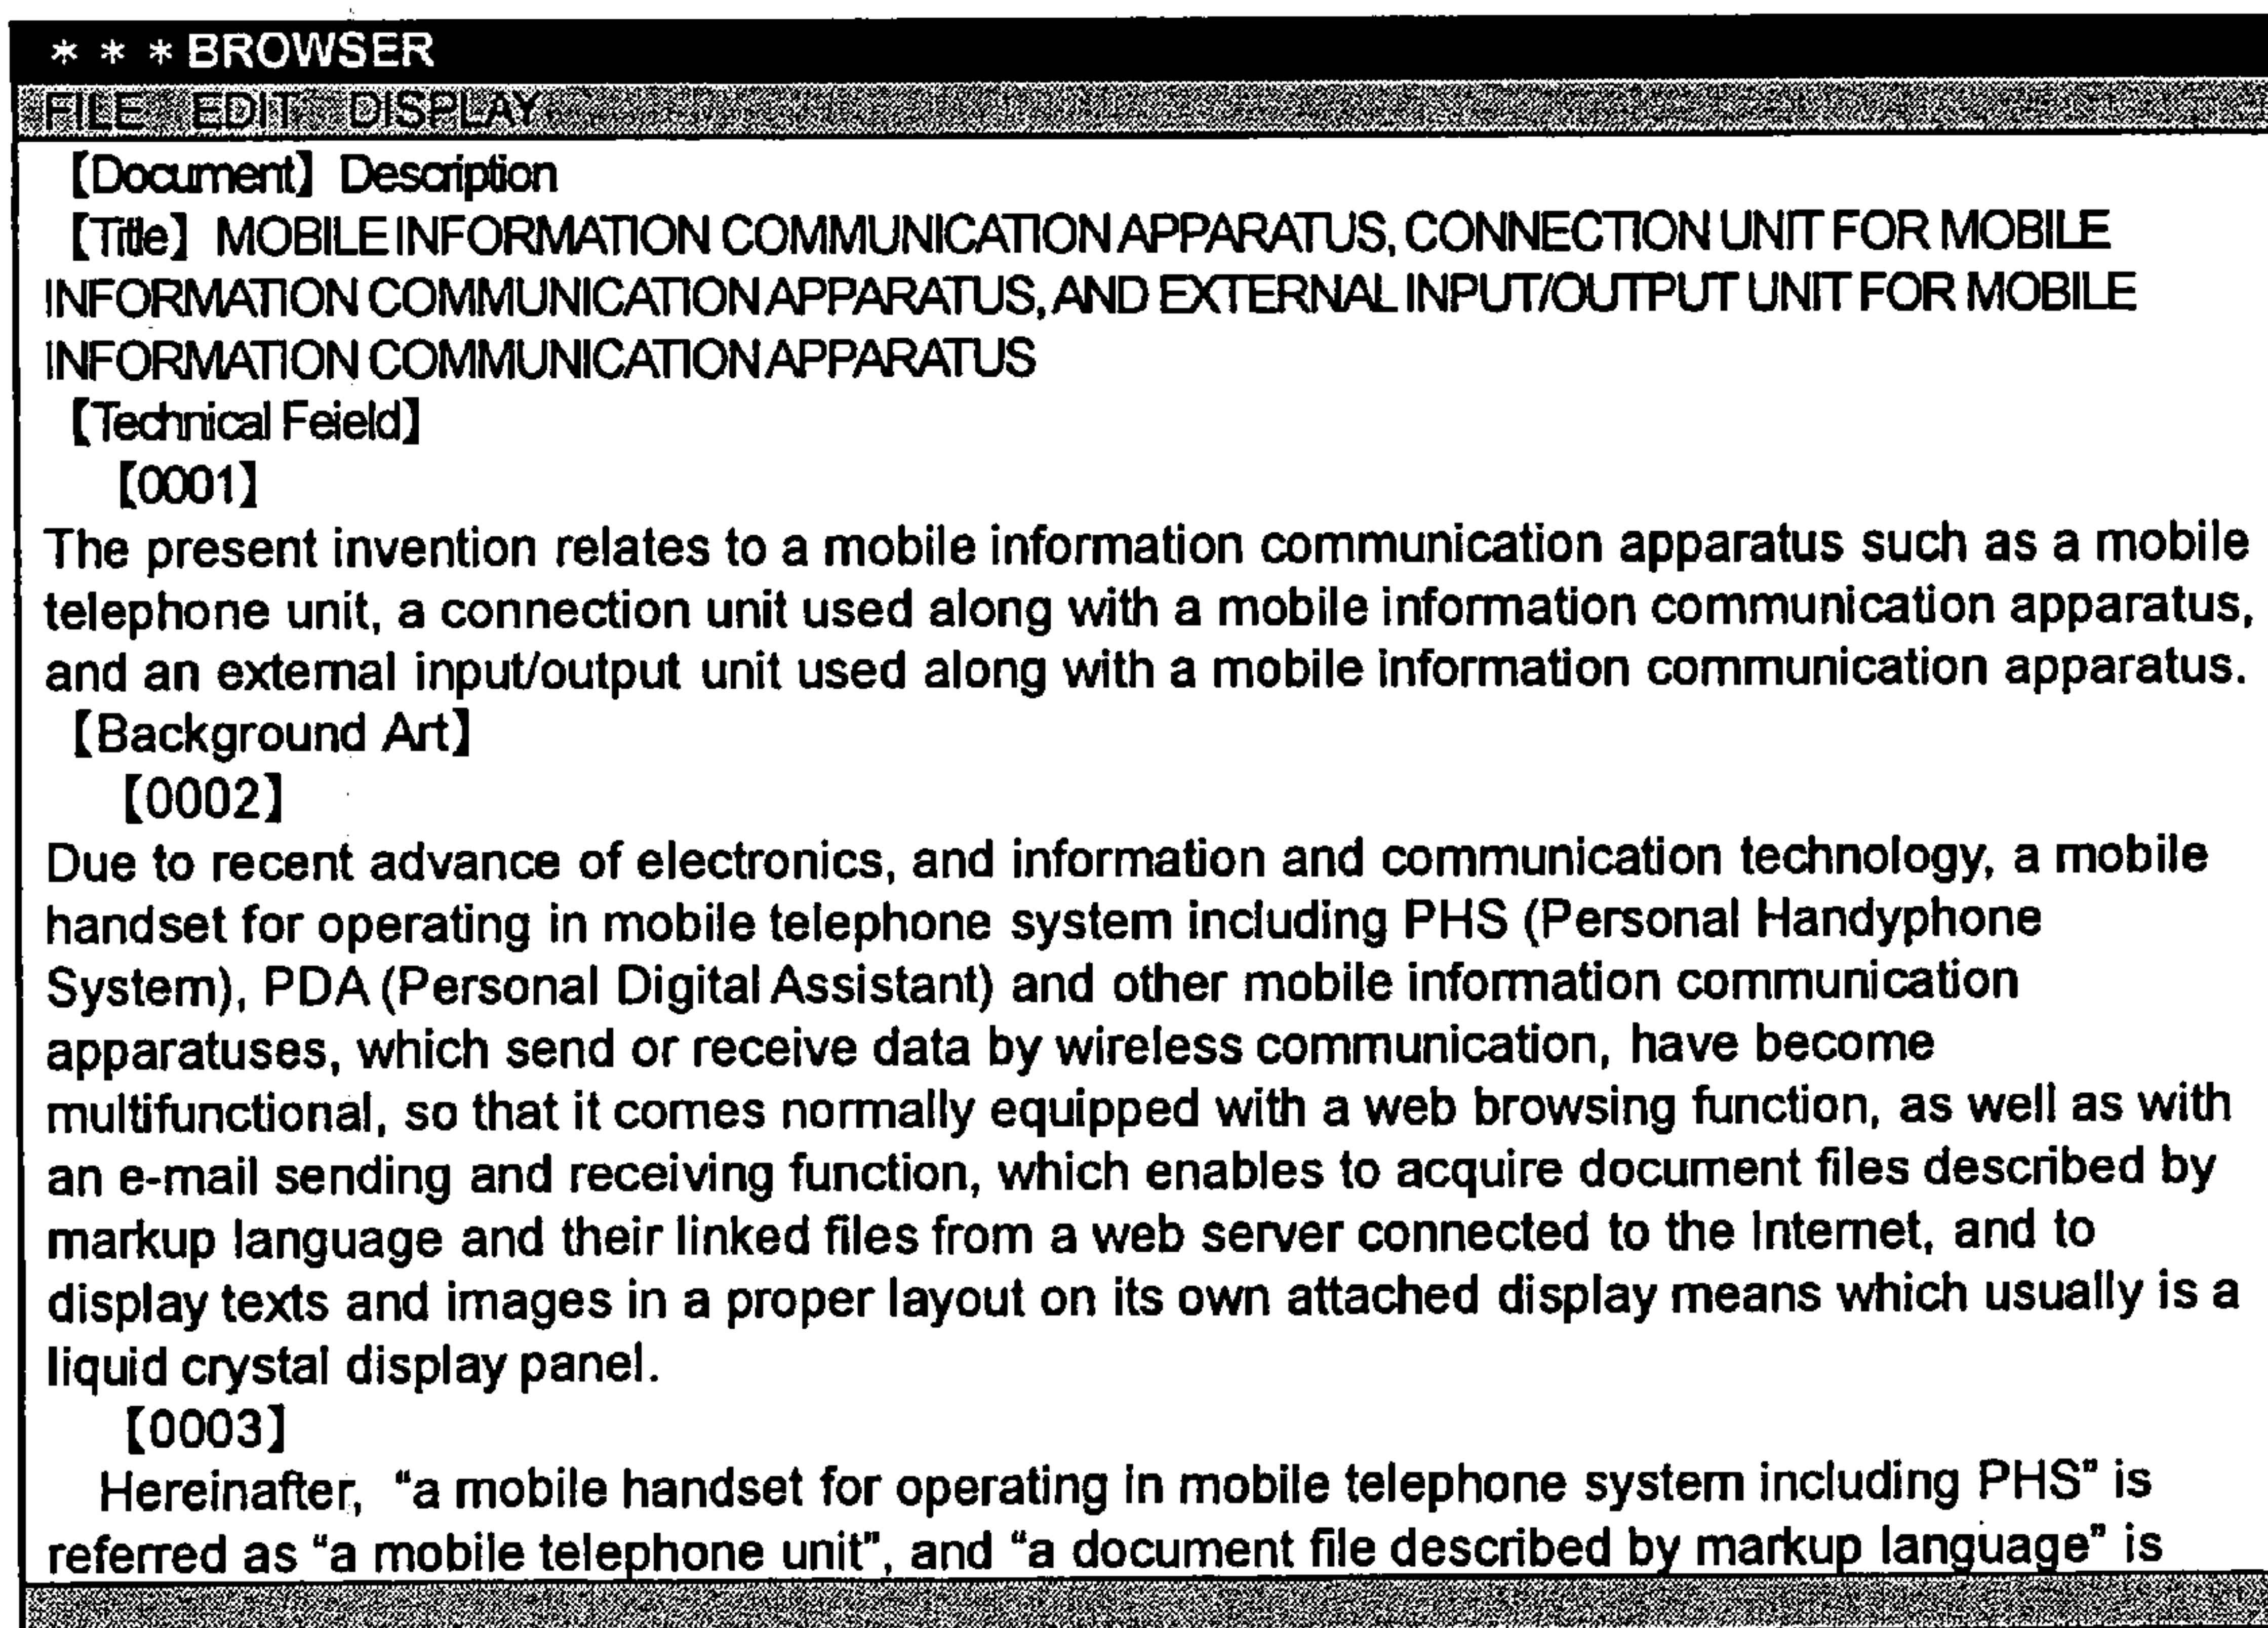 ＊＊＊BROWSER
FILE EDIT DISPLAY
【Document】 Description
【Title】 MOBILE INFORMATION COMMUNICATION APPARATUS, CONNECTION UNIT FOR MOBILE
INFORMATION COMMUNICATION APPARATUS, AND EXTERNAL INPUT/OUTPUT UNIT FOR MOBILE
INFORMATION COMMUNICATION APPARATUS
【Technical Feield】
【0001】
The present invention relates to a mobile information communication apparatus such as a mobile
telephone unit, a connection unit used along with a mobile information communication apparatus,
and an external input/output unit used along with a mobile information communication apparatus.
【Background Art】
【0002】
Due to recent advance of electronics, and information and communication technology, a mobile
handset for operating in mobile telephone system including PHS (Personal Handyphone
System), PDA (Personal Digital Assistant) and other mobile information communication
apparatuses, which send or receive data by wireless communication, have become
multifunctional, so that it comes normally equipped with a web browsing function, as well as with
an e-mail sending and receiving function, which enables to acquire document files described by
markup language and their linked files from a web server connected to the Internet, and to
display texts and images in a proper layout on its own attached display means which usually is a
liquid crystal display panel.
【0003】
Hereinafter, “a mobile handset for operating in mobile telephone system including PHS” is
referred as “a mobile telephone unit”, and “a document file described by markup language” is